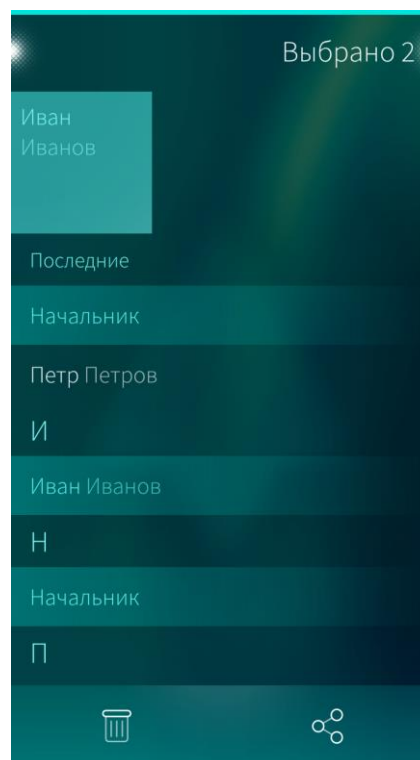 Выбрано 2
Иван
Иванов
Последние
Начальник
Петр Петров
И
Иван Иванов
Н
Начальник
П